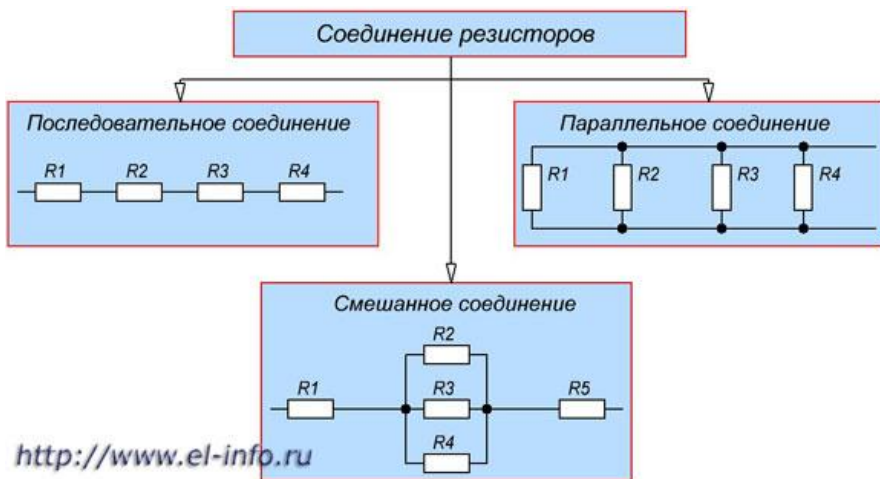 Соединение резисторов
Последовательное соединение
R1 R2 R3 R4
Параллельное соединение
R1 R2 R3 R4
Смешанное соединение
R2
R1 R3 R5
R4
http://www.el-info.ru